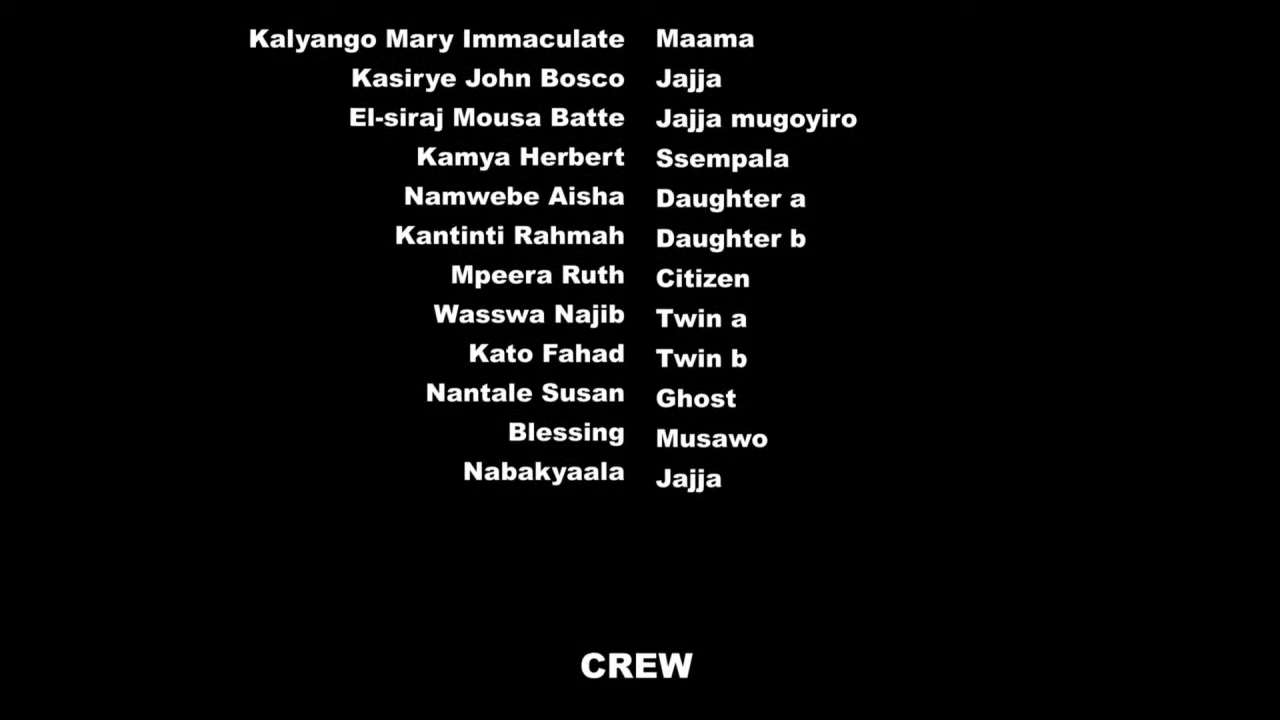 Kalyango Mary Immaculate Maama
Kasirye John Bosco Jajja
El-siraj Mousa Batte Jajja mugoyiro
Kamya Herbert Ssempala
Namwebe Aisha Daughter a
Kantinti Rahmah Daughter b
Mpeera Ruth Citizen
Wasswa Najib Twin a
Kato Fahad Twin b
Nantale Susan Ghost
Blessing Musawo
Nabakyaala Jajja
CREW